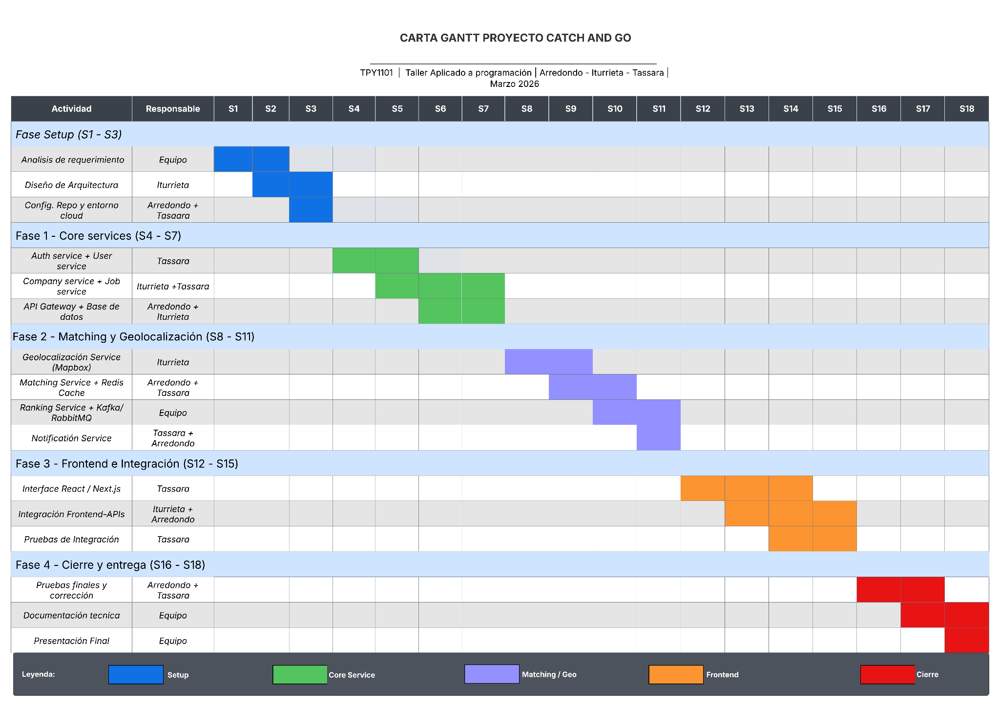 CARTA GANTT PROYECTO CATCH AND GO
TPY1101 | Taller Aplicado a programación | Arredondo - Iturrieta - Tassara |
Marzo 2026
Actividad Responsable S1 S2 S3 S4 S5 S6 S7 S8 S9 S10 S11 S12 S13 S14 S15 S16 S17 S18
Fase Setup (S1 - S3)
Analisis de requerimiento Equipo
Diseño de Arquitectura Iturrieta
Config. Repo y entorno
cloud
Arredondo +
Tasaara
Fase 1 - Core services (S4 - S7)
Auth service + User
service
Tassara
Company service + Job
service
Iturrieta +Tassara
API Gateway + Base de
datos
Arredondo +
Iturrieta
Fase 2 - Matching y Geolocalización (S8 - S11)
Geolocalización Service
(Mapbox)
Iturrieta
Matching Service + Redis
Cache
Arredondo +
Tassara
Ranking Service + Kafka/
RabbitMQ
Equipo
Notificatión Service
Tassara +
Arredondo
Fase 3 - Frontend e Integración (S12 - S15)
Interface React / Next.js Tassara
Integración Frontend-APIs
Iturrieta +
Arredondo
Pruebas de Integración Tassara
Fase 4 - Cierre y entrega (S16 - S18)
Pruebas finales y
corrección
Arredondo +
Tassara
Documentación tecnica Equipo
Presentación Final Equipo
Leyenda: Setup Core Service Matching / Geo Frontend Cierre